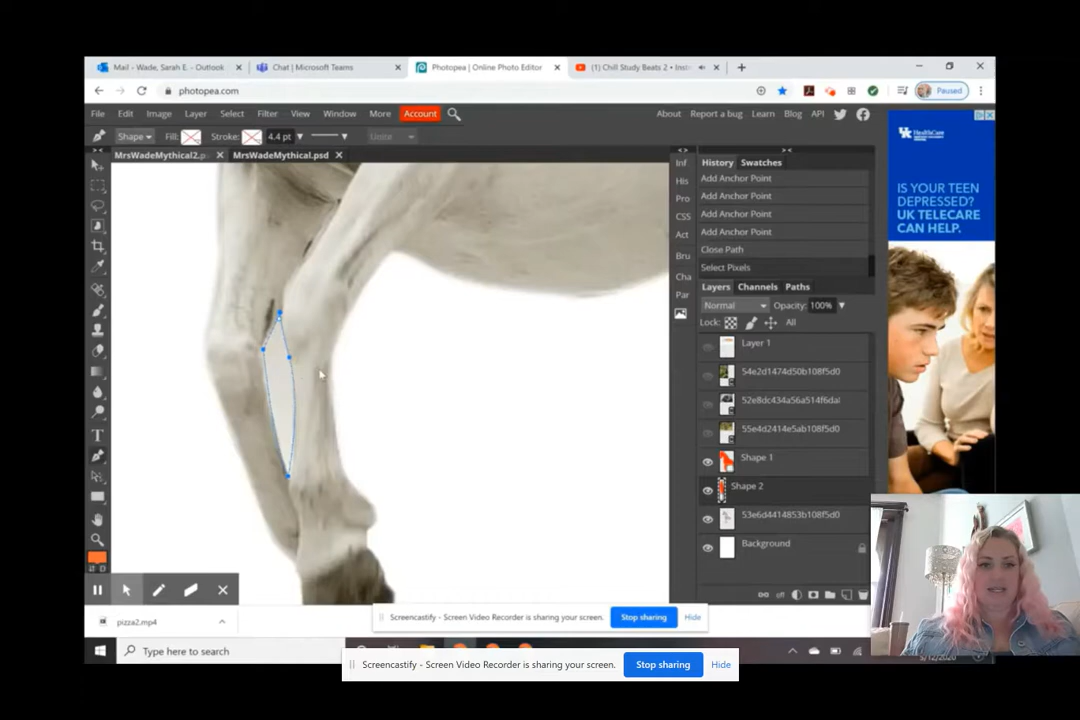 Mail - Wade, Sarah E. - Outlook
Chat | Microsoft Teams
Photopea | Online Photo Editor
(1) Chill Study Beats 2 • Inst
photopea.com
Paused
File Edit Image Layer Select Filter Window View More Account
About Report a bug Learn Blog API
Shape Fill: Stroke: 4.4 pt
MrsWadeMythical2.p
MrsWadeMythical.psd
Inf
His
Pro
CSS
Act
Bru
Cha
Par
History Swatches
Add Anchor Point
Add Anchor Point
Add Anchor Point
Add Anchor Point
Close Path
Select Pixels
Layers Channels Paths
Normal Opacity: 100%
Lock: All
Layer 1
54e2d1474d50b108f5d0
52e8dc434a56a514f6dal
55e4d2414e5ab108f5d0
Shape 1
Shape 2
53e6d4414853b108f5d0
Background
UK HealthCare
IS YOUR TEEN
DEPRESSED?
UK TELECARE
CAN HELP.
Screencastify - Screen Video Recorder is sharing your screen. Stop sharing Hide
pizza2.mp4
Type here to search
Screencastify - Screen Video Recorder is sharing your screen. Stop sharing Hide